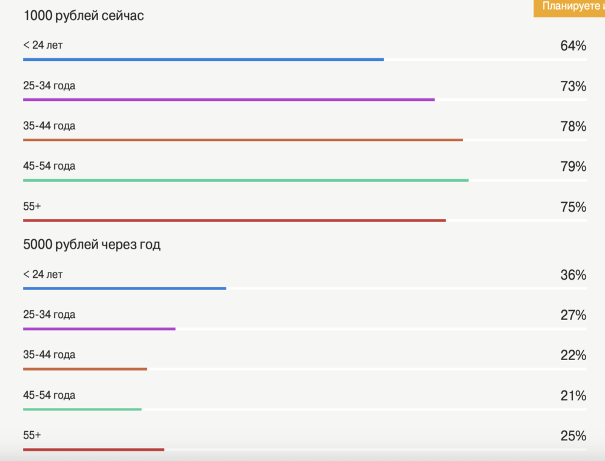 Планируете
1000 рублей сейчас
< 24 лет
64%
25-34 года
73%
35-44 года
78%
45-54 года
79%
55+
75%
5000 рублей через год
< 24 лет
36%
25-34 года
27%
35-44 года
22%
45-54 года
21%
55+
25%